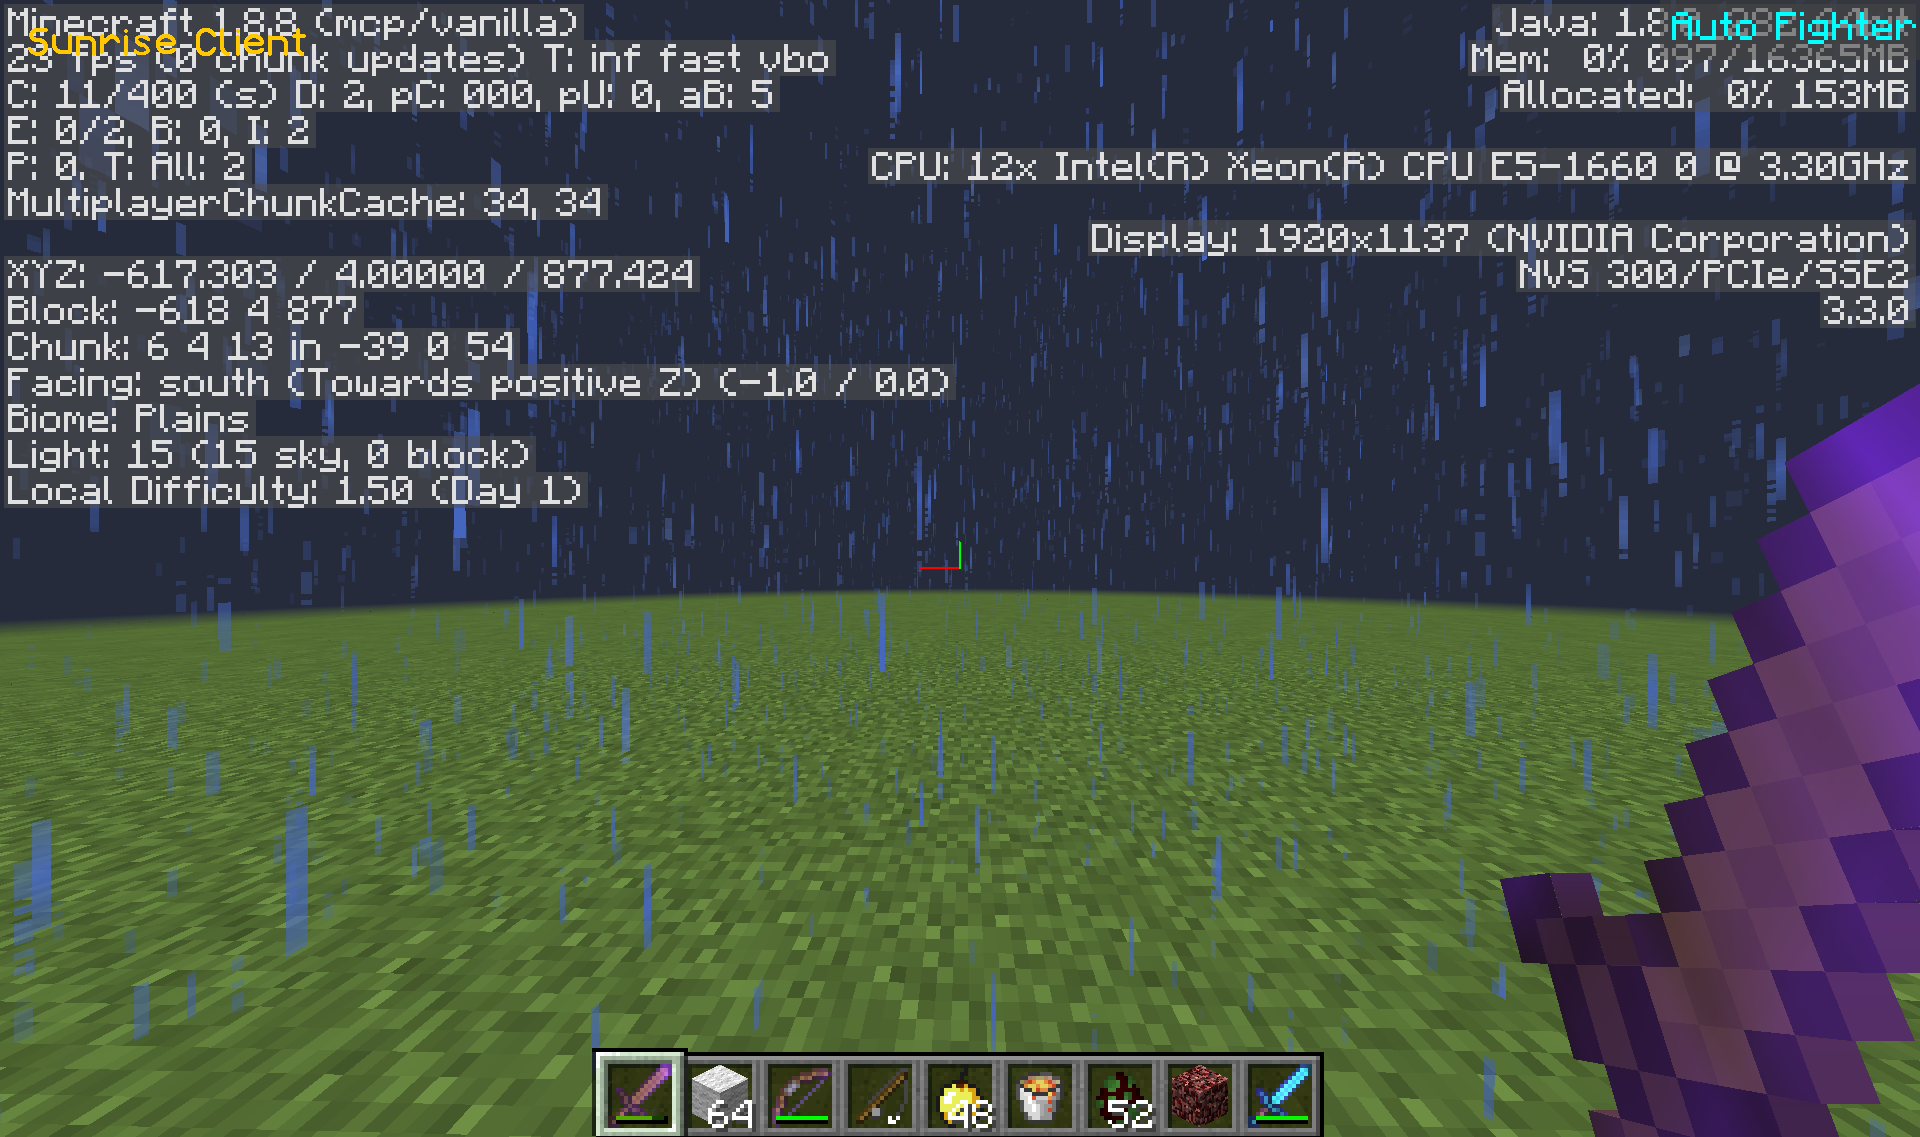 Minecraft 1.8.8 (mcp/vanilla)
Sunrise Client
23 fps (0 chunk updates) T: inf fast vbo
C: 11/400 (s) D: 2, pC: 000, pU: 0, aB: 5
E: 0/2, B: 0, I: 2
P: 0. T: All: 2
MultiplayerChunkCache: 34, 34
XYZ: -617.303 / 4.00000 / 877.424
Block: -618 4 877
Chunk: 6 4 13 in -39 0 54
Facing: south (Towards positive Z) (-1.0 / 0.0)
Biome: Plains
Light: 15 (15 sky, 0 block)
Local Difficulty: 1.50 (Day 1)
Java:
Auto Fighter
Mem: 0% 097/16365MB
Allocated: 0% 153MB
CPU: 12x Intel(R) Xeon(R) CPU E5-1660 0 @ 3.30GHz
Display: 1920x1137 (NVIDIA Corporation)
NVS 300/PCIe/SSE2
3.3.0
64
48
52